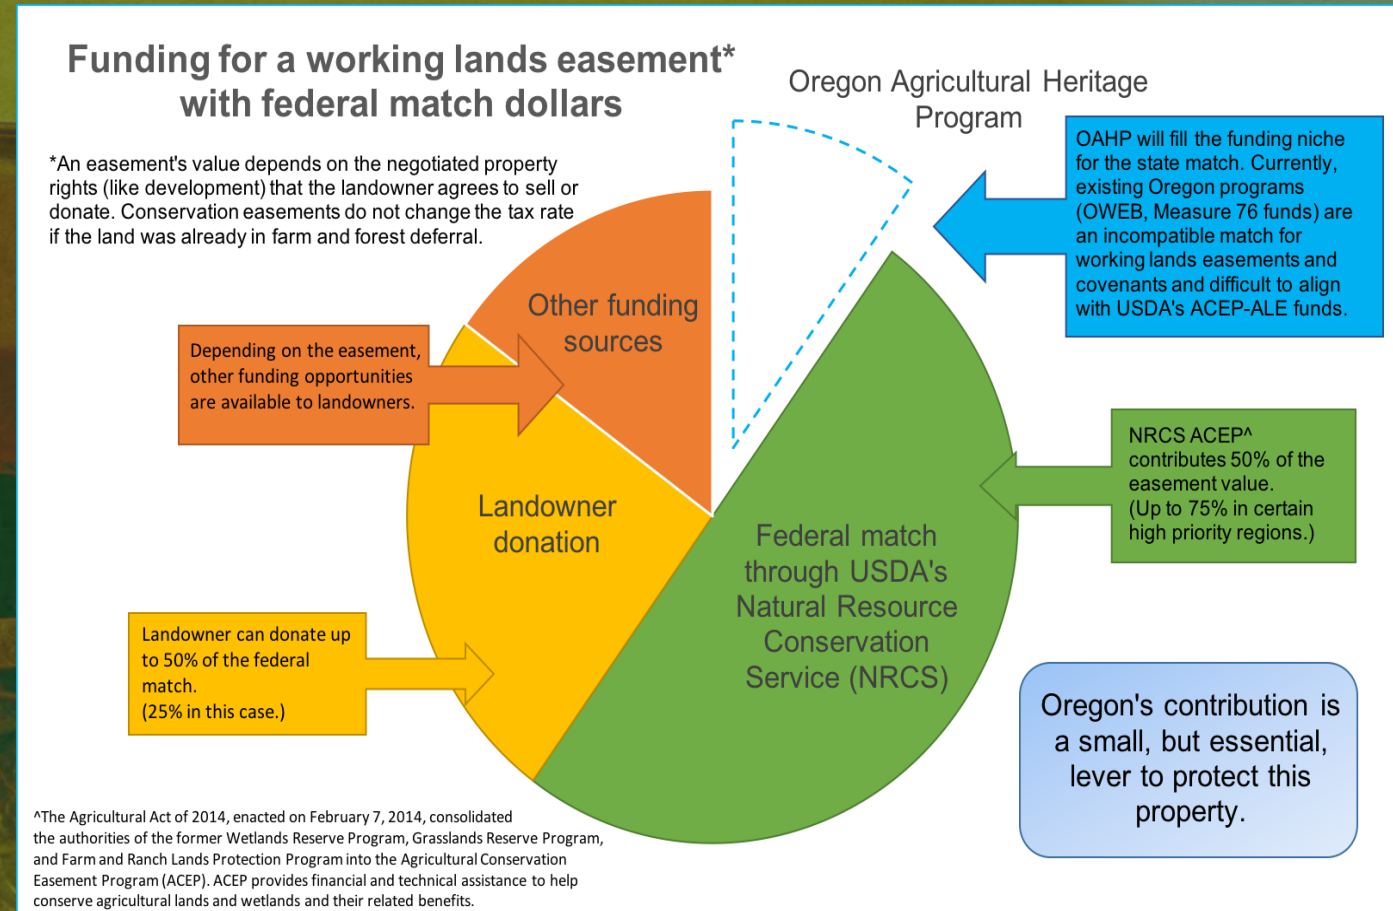 Funding for a working lands easement*
with federal match dollars
*An easement's value depends on the negotiated property
rights (like development) that the landowner agrees to sell or
donate. Conservation easements do not change the tax rate
if the land was already in farm and forest deferral.
Oregon Agricultural Heritage
Program
OAHP will fill the funding niche
for the state match. Currently,
existing Oregon programs
(OWEB, Measure 76 funds) are
an incompatible match for
working lands easements and
covenants and difficult to align
with USDA's ACEP-ALE funds.
Other funding
sources
Depending on the easement,
other funding opportunities
are available to landowners.
NRCS ACEP^
contributes 50% of the
easement value.
(Up to 75% in certain
high priority regions.)
Landowner
donation
Federal match
through USDA's
Natural Resource
Conservation
Service (NRCS)
Landowner can donate up
to 50% of the federal
match.
(25% in this case.)
Oregon's contribution is
a small, but essential,
lever to protect this
property.
^The Agricultural Act of 2014, enacted on February 7, 2014, consolidated
the authorities of the former Wetlands Reserve Program, Grasslands Reserve Program,
and Farm and Ranch Lands Protection Program into the Agricultural Conservation
Easement Program (ACEP). ACEP provides financial and technical assistance to help
conserve agricultural lands and wetlands and their related benefits.